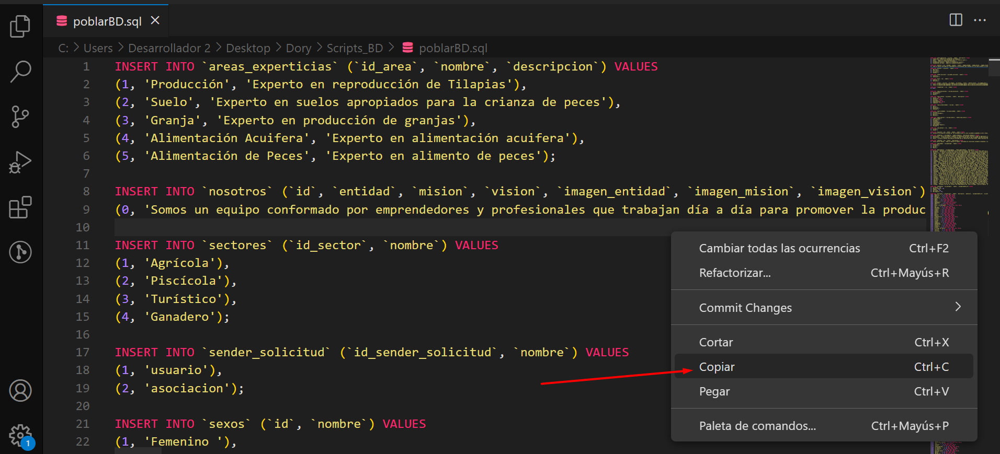 poblarBD.sql
C: > Users > Desarrollador 2 > Desktop > Dory > Scripts_BD > poblarBD.sql
1 INSERT INTO `areas_experticias` (`id_area`, `nombre`, `descripcion`) VALUES
2 (1, 'Producción', 'Experto en reproducción de Tilapias'),
3 (2, 'Suelo', 'Experto en suelos apropiados para la crianza de peces'),
4 (3, 'Granja', 'Experto en producción de granjas'),
5 (4, 'Alimentación Acuifera', 'Experto en alimentación acuifera'),
6 (5, 'Alimentación de Peces', 'Experto en alimento de peces');
7
8 INSERT INTO `nosotros` (`id`, `entidad`, `mision`, `vision`, `imagen_entidad`, `imagen_mision`, `imagen_vision`)
9 (0, 'Somos un equipo conformado por emprendedores y profesionales que trabajan día a día para promover la produc
10
11 INSERT INTO `sectores` (`id_sector`, `nombre`) VALUES
12 (1, 'Agrícola'),
13 (2, 'Piscícola'),
14 (3, 'Turístico'),
15 (4, 'Ganadero');
16
17 INSERT INTO `sender_solicitud` (`id_sender_solicitud`, `nombre`) VALUES
18 (1, 'usuario'),
19 (2, 'asociacion');
20
21 INSERT INTO `sexos` (`id`, `nombre`) VALUES
22 (1, 'Femenino '),
Cambiar todas las ocurrencias Ctrl+F2
Refactorizar... Ctrl+Mayús+R
Commit Changes
Cortar Ctrl+X
Copiar Ctrl+C
Pegar Ctrl+V
Paleta de comandos... Ctrl+Mayús+P
1